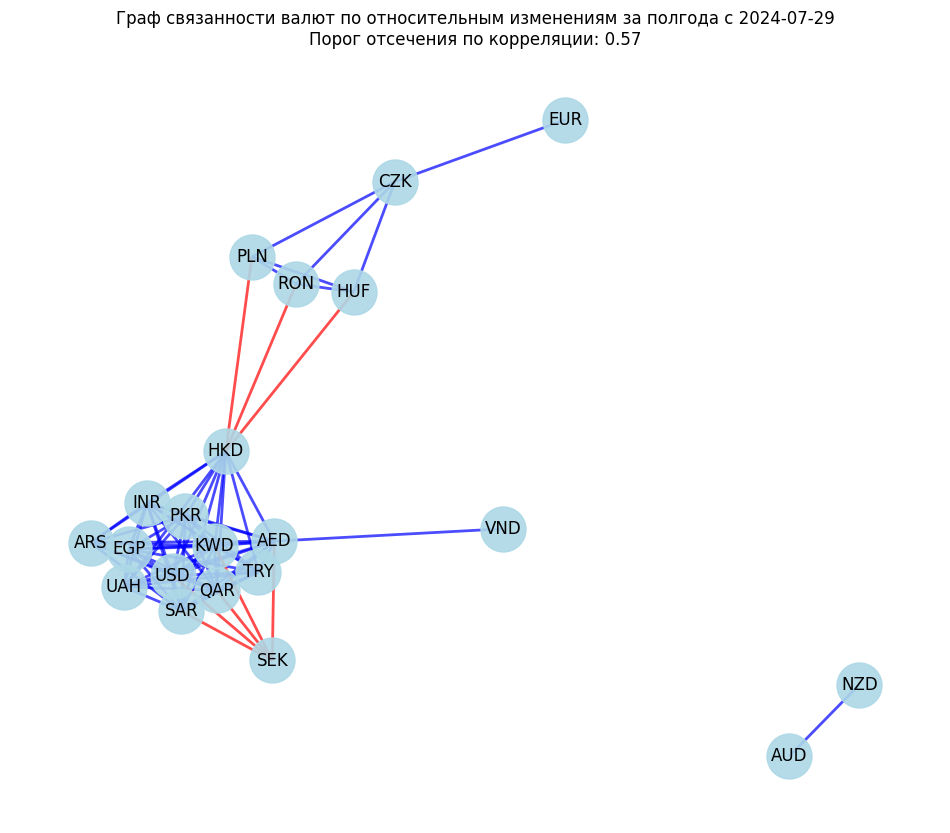 Граф связанности валют по относительным изменениям за полгода с 2024-07-29
Порог отсечения по корреляции: 0.57
EUR
CZK
PLN
RON
HUF
HKD
INR
PKR
VND
ARS
EGP
KWD
AED
USD
TRY
UAH
QAR
SAR
SEK
NZD
AUD